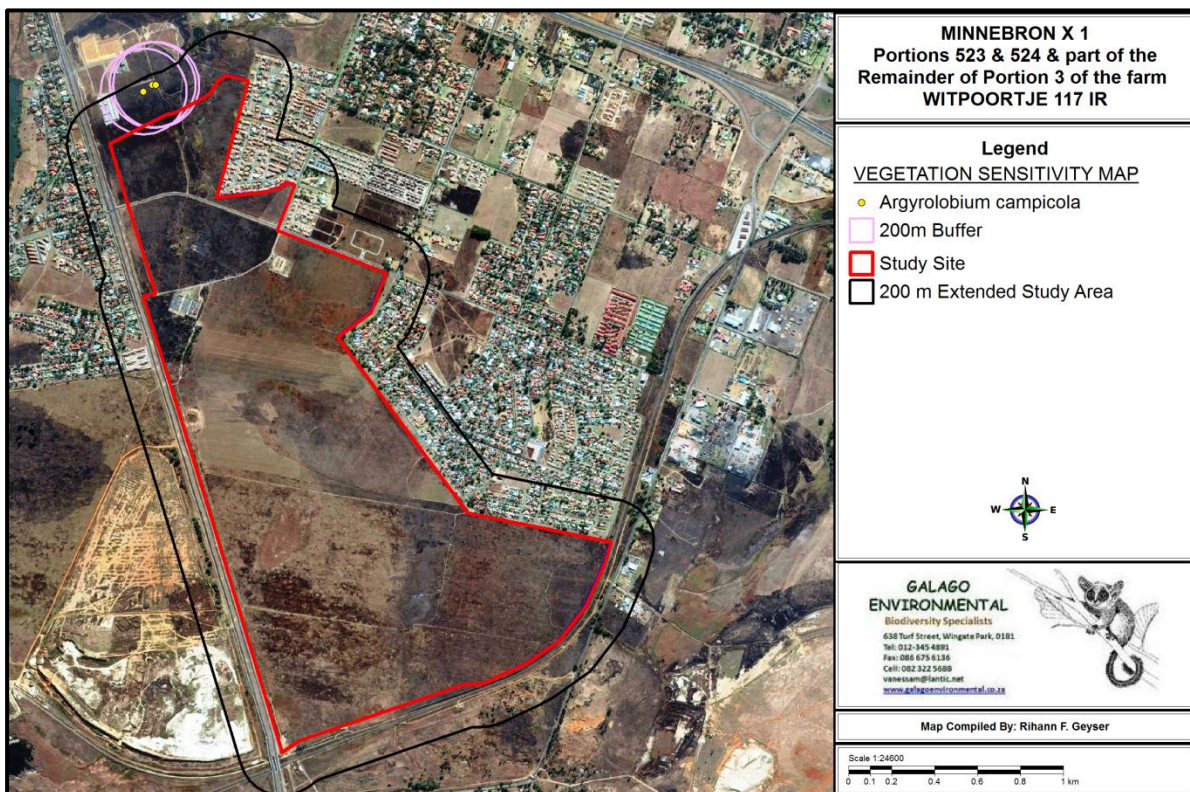 MINNEBRON X 1
Portions 523 & 524 & part of the
Remainder of Portion 3 of the farm
WITPOORTJE 117 IR
Legend
VEGETATION SENSITIVITY MAP
Argyrolobium campicola
200m Buffer
Study Site
200 m Extended Study Area
N
W E
S
GALAGO
ENVIRONMENTAL
Biodiversity Specialists
638 Turf Street, Wingate Park, 0181
Tel: 012-345 4891
Fax: 086 675 6136
Cell: 082 322 5688
vanessam@lantic.net
www.galagoenvironmental.co.za
Map Compiled By: Rihann F. Geyser
Scale 1:24600
0 0.1 0.2 0.4 0.6 0.8 1 km